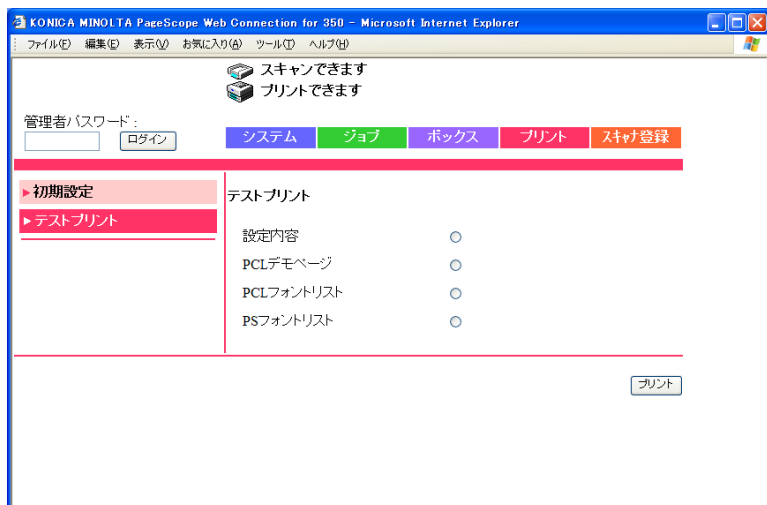 KONICA MINOLTA PageScope Web Connection for 350 - Microsoft Internet Explorer
ファイル(F) 編集(E) 表示(V) お気に入り(A) ツール(T) ヘルプ(H)
スキャンできます
プリントできます
管理者パスワード :
ログイン
システム ジョブ ボックス プリント スキャナ登録
▶初期設定
▶テストプリント
テストプリント
設定内容
PCLデモページ
PCLフォントリスト
PSフォントリスト
プリント